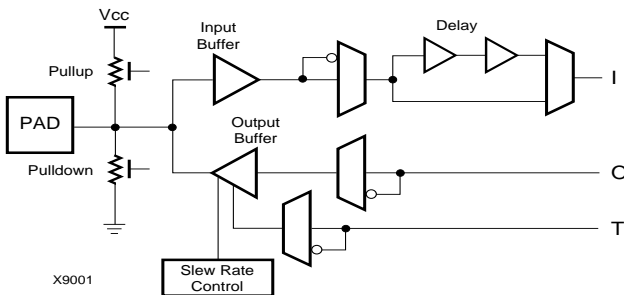 Vcc
Input
Buffer
Delay
Pullup
I
PAD
Output
Buffer
Pulldown
O
T
Slew Rate
Control
X9001